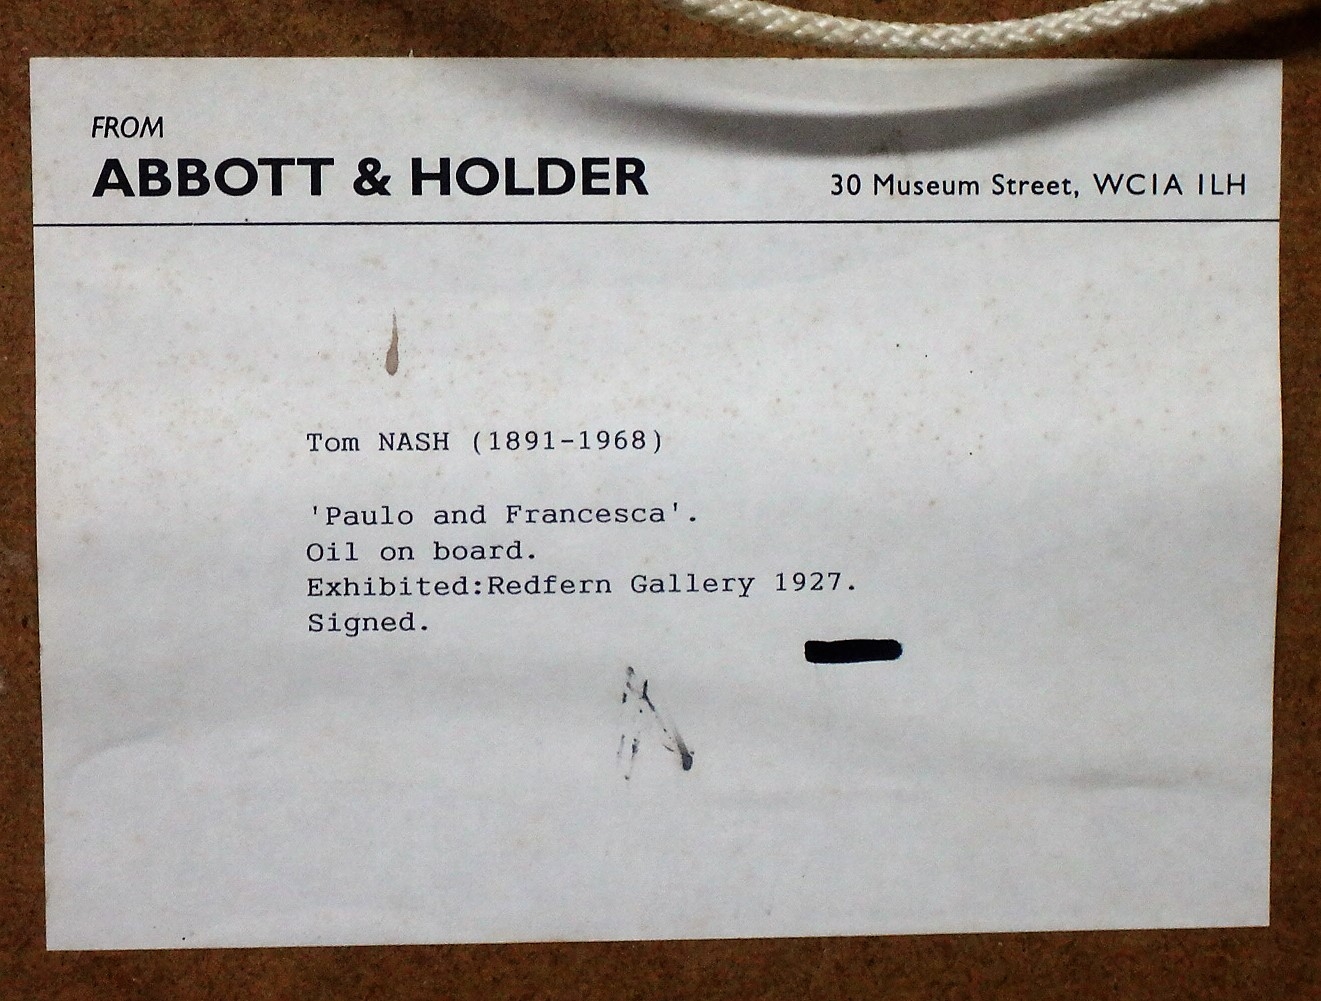 FROM
ABBOTT & HOLDER
30 Museum Street, WC1A 1LH
Tom NASH (1891-1968)
'Paulo and Francesca'.
Oil on board.
Exhibited:Redfern Gallery 1927.
Signed.